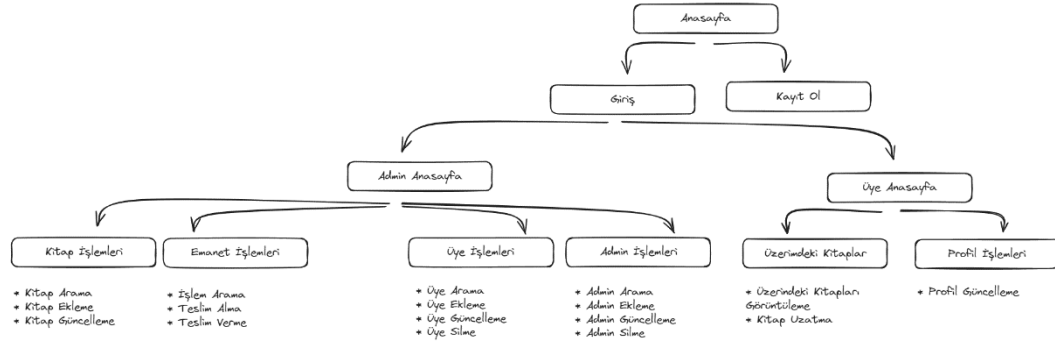 Anasayfa
Giriş
Kayıt Ol
Admin Anasayfa
Üye Anasayfa
Kitap İşlemleri
Emanet İşlemleri
Üye İşlemleri
Admin İşlemleri
Üzerimdeki Kitaplar
Profil İşlemleri
* Kitap Arama
* Kitap Ekleme
* Kitap Güncelleme
* İşlem Arama
* Teslim Alma
* Teslim Verme
* Üye Arama
* Üye Ekleme
* Üye Güncelleme
* Üye Silme
* Admin Arama
* Admin Ekleme
* Admin Güncelleme
* Admin Silme
* Üzerindeki Kitapları
Görüntüleme
* Kitap Uzatma
* Profil Güncelleme